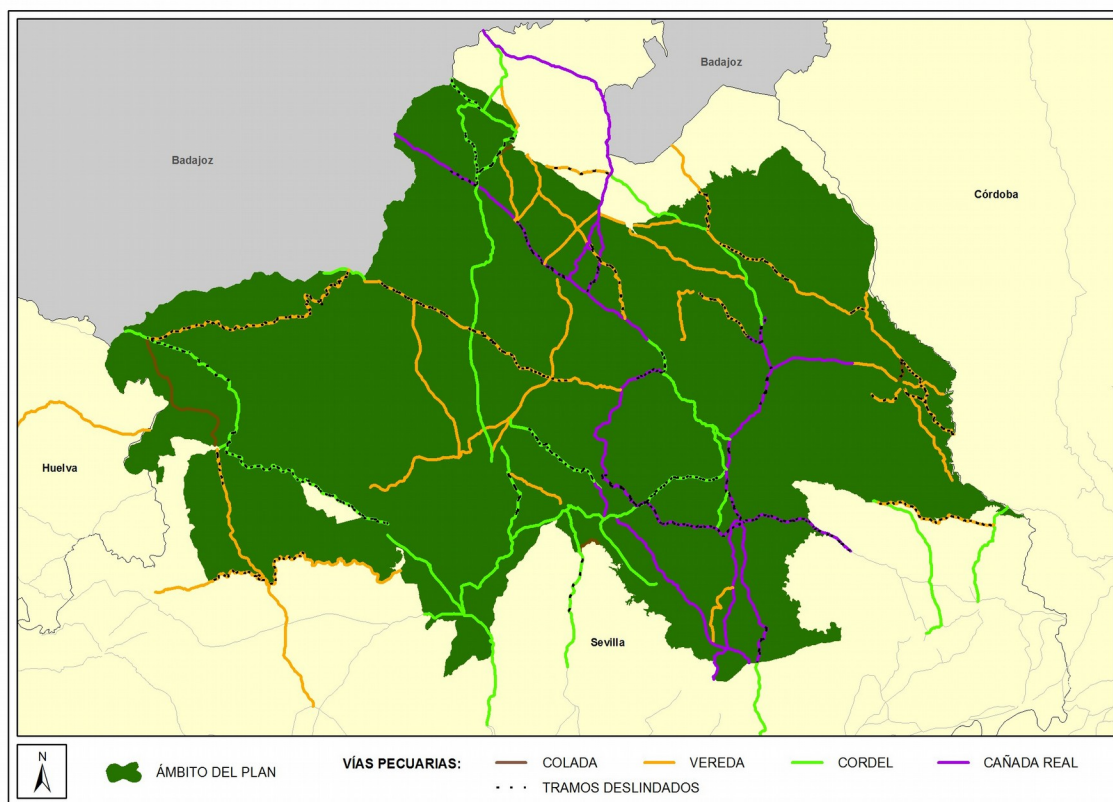 Badajoz
Badajoz
Córdoba
Huelva
Sevilla
N
ÁMBITO DEL PLAN
VÍAS PECUARIAS:
COLADA
VEREDA
CORDEL
CAÑADA REAL
TRAMOS DESLINDADOS